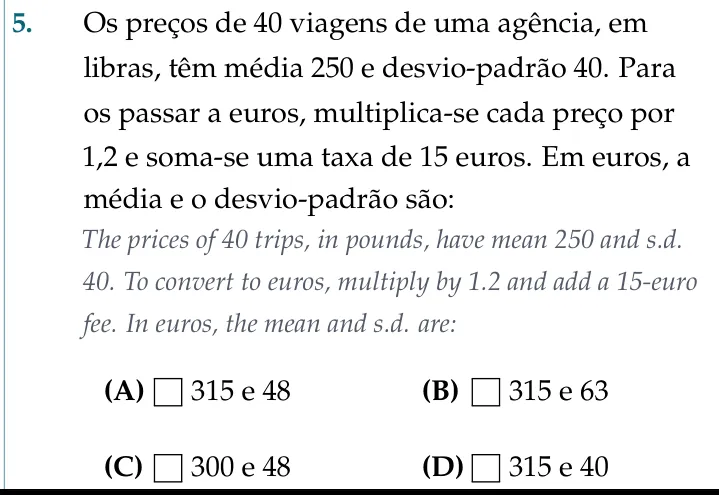 5. Os preços de 40 viagens de uma agência, em
libras, têm média 250 e desvio-padrão 40. Para
os passar a euros, multiplica-se cada preço por
1,2 e soma-se uma taxa de 15 euros. Em euros, a
média e o desvio-padrão são:
The prices of 40 trips, in pounds, have mean 250 and s.d.
40. To convert to euros, multiply by 1.2 and add a 15-euro
fee. In euros, the mean and s.d. are:
(A) □ 315 e 48 (B) □ 315 e 63
(C) □ 300 e 48 (D) □ 315 e 40